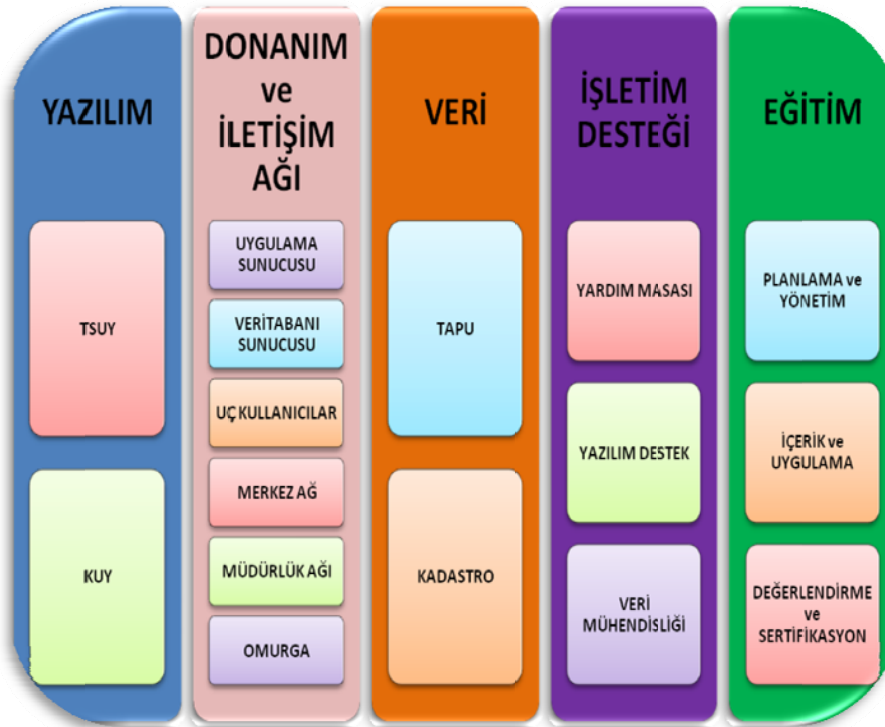 YAZILIM
TSUY
IKUY
DONANIM
ve
İLETİŞİM
AĞI
UYGULAMA
SUNUCUSU
VERİTABANI
SUNUCUSU
UÇ KULLANICILAR
MERKEZ AĞ
MÜDÜRLÜK AĞI
OMURGA
VERİ
TAPU
KADASTRO
İŞLETİM
DESTEĞİ
YARDIM MASASI
YAZILIM DESTEK
VERİ
MÜHENDİSLİĞİ
EĞİTİM
PLANLAMA ve
YÖNETİM
İÇERİK ve
UYGULAMA
DEĞERLENDİRME
ve
SERTİFİKASYON